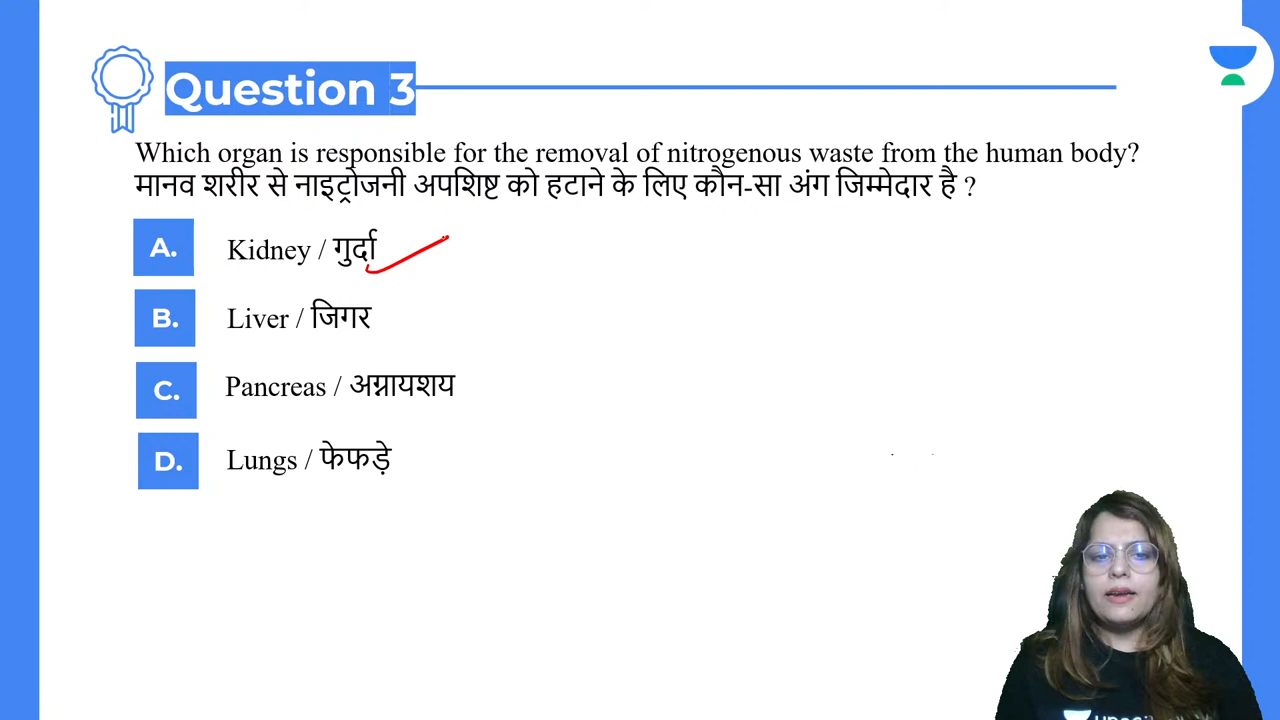 Question 3
Which organ is responsible for the removal of nitrogenous waste from the human body?
मानव शरीर से नाइट्रोजनी अपशिष्ट को हटाने के लिए कौन-सा अंग जिम्मेदार है ?
A. Kidney / गुर्दा
B. Liver / जिगर
C. Pancreas / अग्नायशय
D. Lungs / फेफड़े